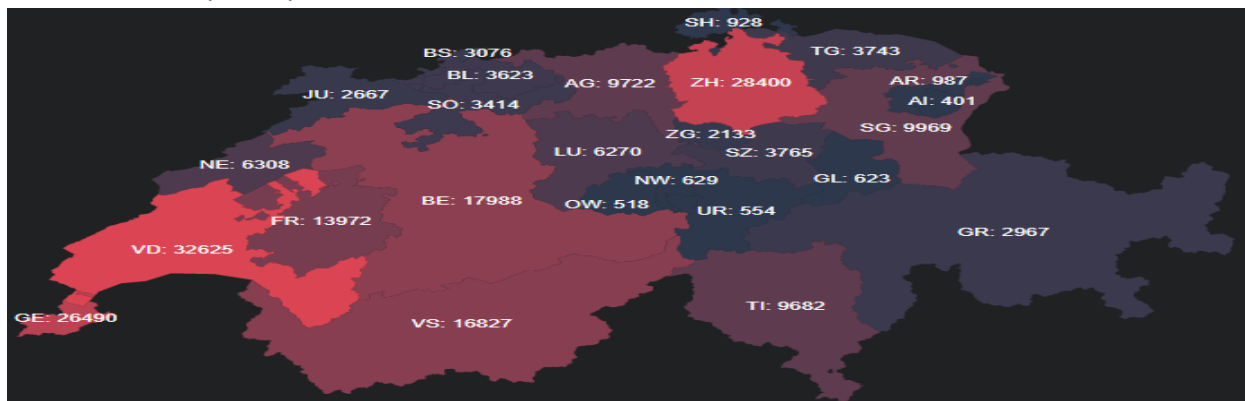 SH: 928
BS: 3076
TG: 3743
BL: 3623
AG: 9722
ZH: 28400
AR: 987
JU: 2667
AI: 401
SO: 3414
SG: 9969
ZG: 2133
NE: 6308
LU: 6270
SZ: 3765
NW: 629
GL: 623
BE: 17988
OW: 518
UR: 554
FR: 13972
GR: 2967
VD: 32625
TI: 9682
GE: 26490
VS: 16827